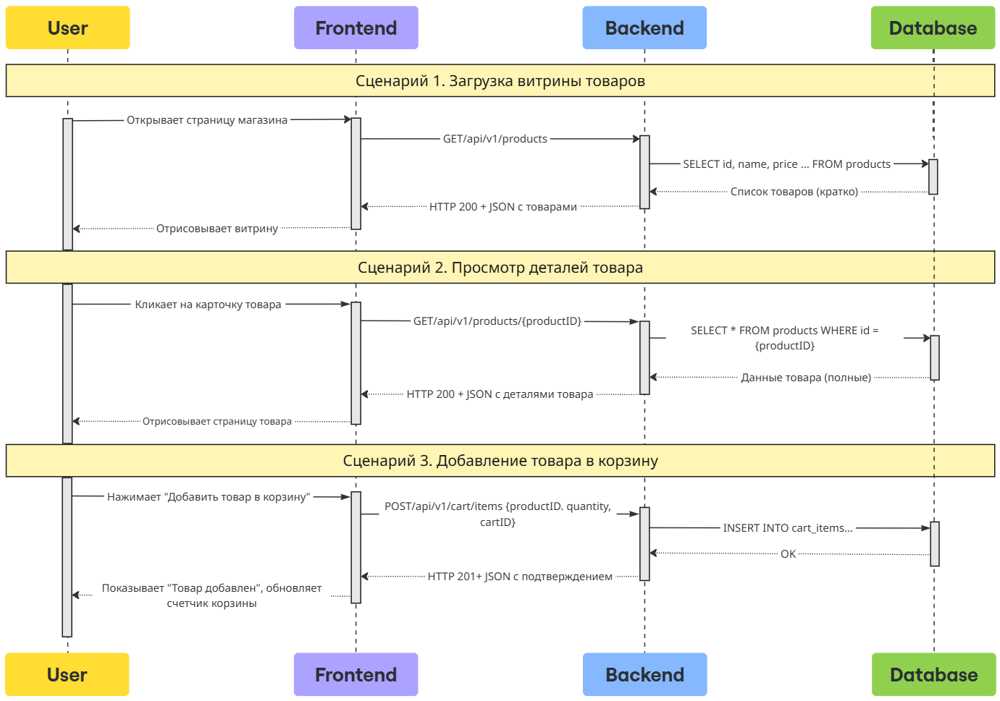 User
Frontend
Backend
Database
Сценарий 1. Загрузка витрины товаров
Открывает страницу магазина
GET/api/v1/products
SELECT id, name, price ... FROM products
Список товаров (кратко)
HTTP 200 + JSON с товарами
Отрисовывает витрину
Сценарий 2. Просмотр деталей товара
Кликает на карточку товара
GET/api/v1/products/{productID}
SELECT * FROM products WHERE id =
{productID}
Данные товара (полные)
HTTP 200 + JSON с деталями товара
Отрисовывает страницу товара
Сценарий 3. Добавление товара в корзину
Нажимает "Добавить товар в корзину"
POST/api/v1/cart/items {productID. quantity,
cartID}
INSERT INTO cart_items...
OK
HTTP 201+ JSON с подтверждением
Показывает "Товар добавлен", обновляет
счетчик корзины
User
Frontend
Backend
Database